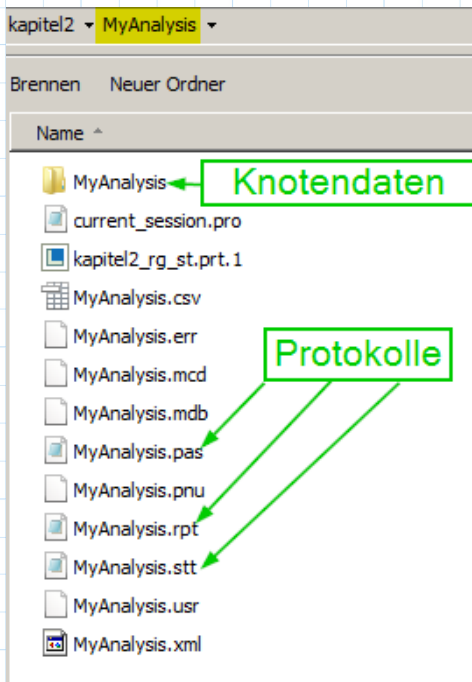 kapitel2 MyAnalysis
Brennen Neuer Ordner
Name
MyAnalysis Knotendaten
current_session.pro
kapitel2_rg_st.prt.1
MyAnalysis.csv
MyAnalysis.err
Protokolle
MyAnalysis.mcd
MyAnalysis.mdb
MyAnalysis.pas
MyAnalysis.pnu
MyAnalysis.rpt
MyAnalysis.stt
MyAnalysis.usr
MyAnalysis.xml